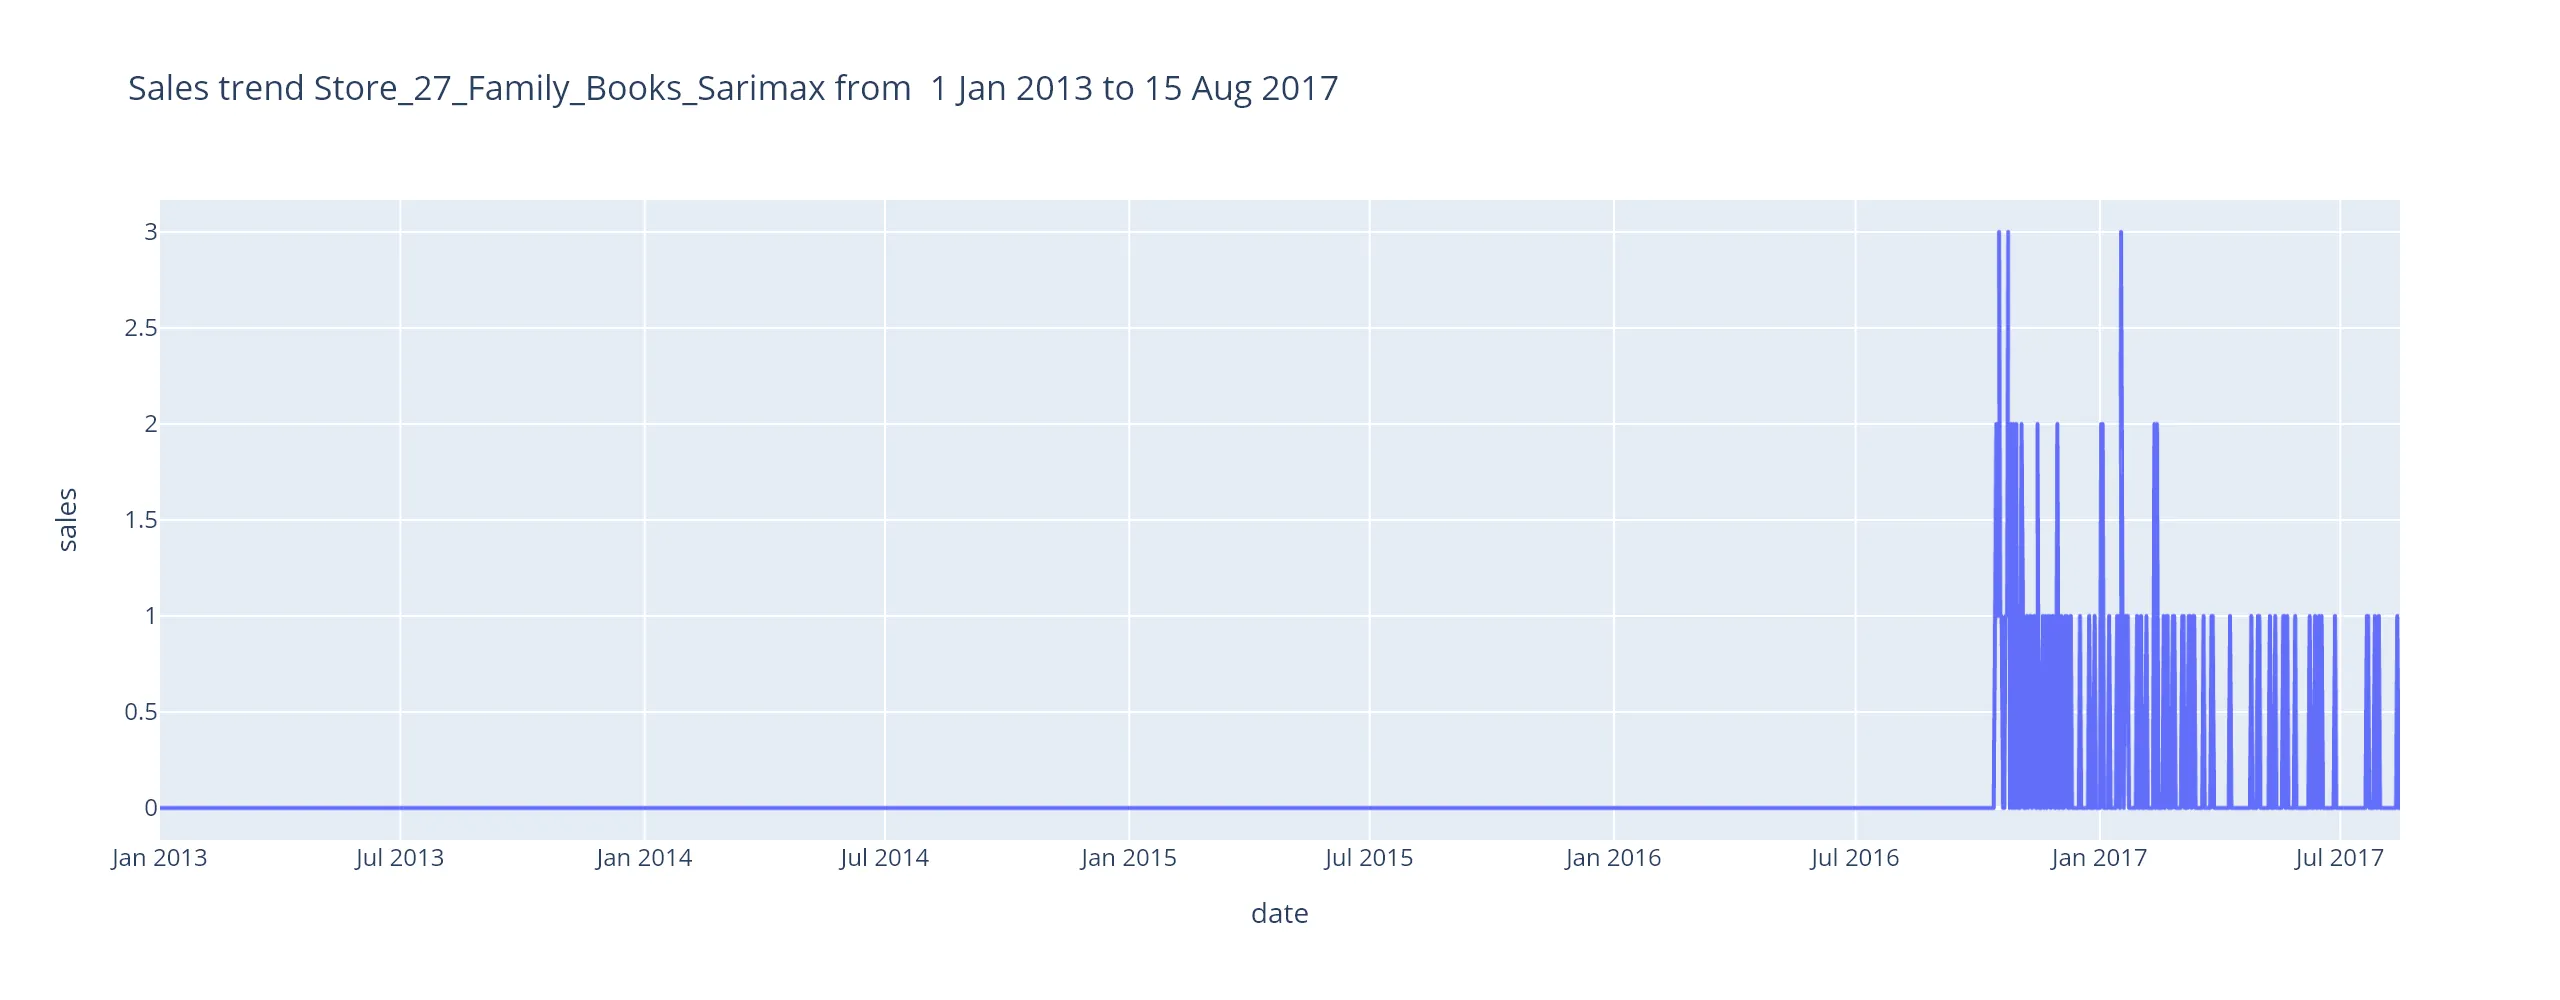 Sales trend Store_27_Family_Books_Sarimax from  1 Jan 2013 to 15 Aug 2017
3
2.5
2
1.5
1
0.5
0
sales
Jan 2013 Jul 2013 Jan 2014 Jul 2014 Jan 2015 Jul 2015 Jan 2016 Jul 2016 Jan 2017 Jul 2017
date